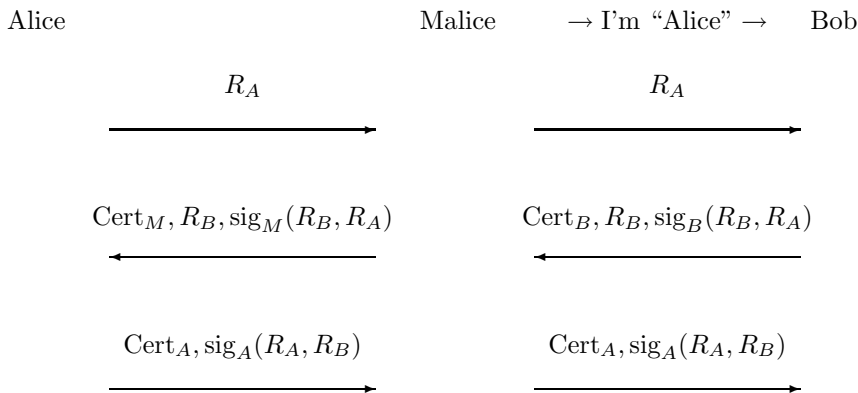 Alice Malice → I'm “Alice” → Bob
R_A R_A
Cert_M, R_B, sig_M(R_B, R_A) Cert_B, R_B, sig_B(R_B, R_A)
Cert_A, sig_A(R_A, R_B) Cert_A, sig_A(R_A, R_B)